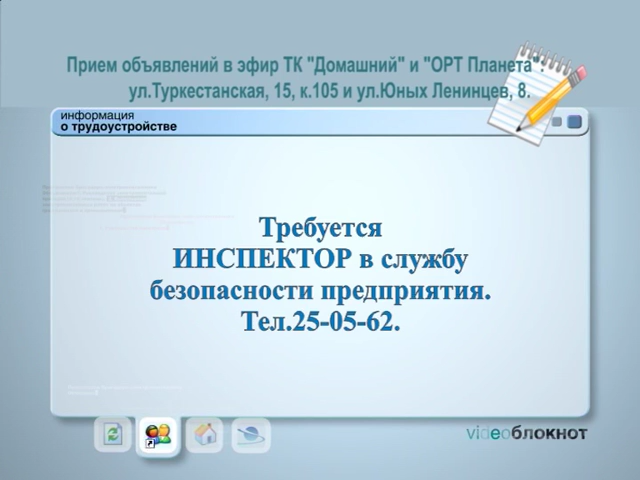 Прием объявлений в эфир ТК "Домашний" и "ОРТ Планета":
ул.Туркестанская, 15, к.105 и ул.Юных Ленинцев, 8.
информация
о трудоустройстве
Требуется
ИНСПЕКТОР в службу
безопасности предприятия.
Тел.25-05-62.
videoблокнот